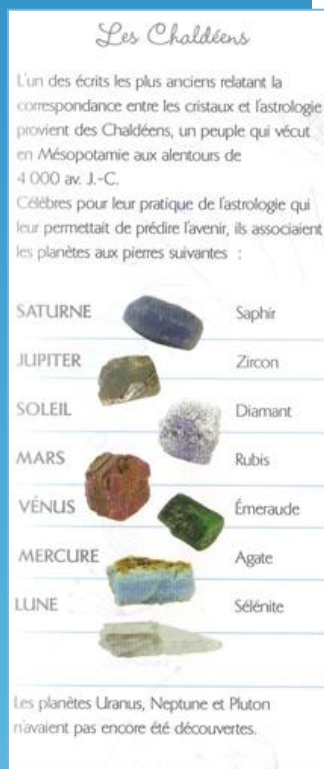 Les Chaldéens
L'un des écrits les plus anciens relatant la
correspondance entre les cristaux et l'astrologie
provient des Chaldéens, un peuple qui vécut
en Mésopotamie aux alentours de
4 000 av. J.-C.
Célèbres pour leur pratique de l'astrologie qui
leur permettait de prédire l'avenir, ils associaient
les planètes aux pierres suivantes :
SATURNE Saphir
JUPITER Zircon
SOLEIL Diamant
MARS Rubis
VÉNUS Émeraude
MERCURE Agate
LUNE Sélénite
Les planètes Uranus, Neptune et Pluton
n'avaient pas encore été découvertes.